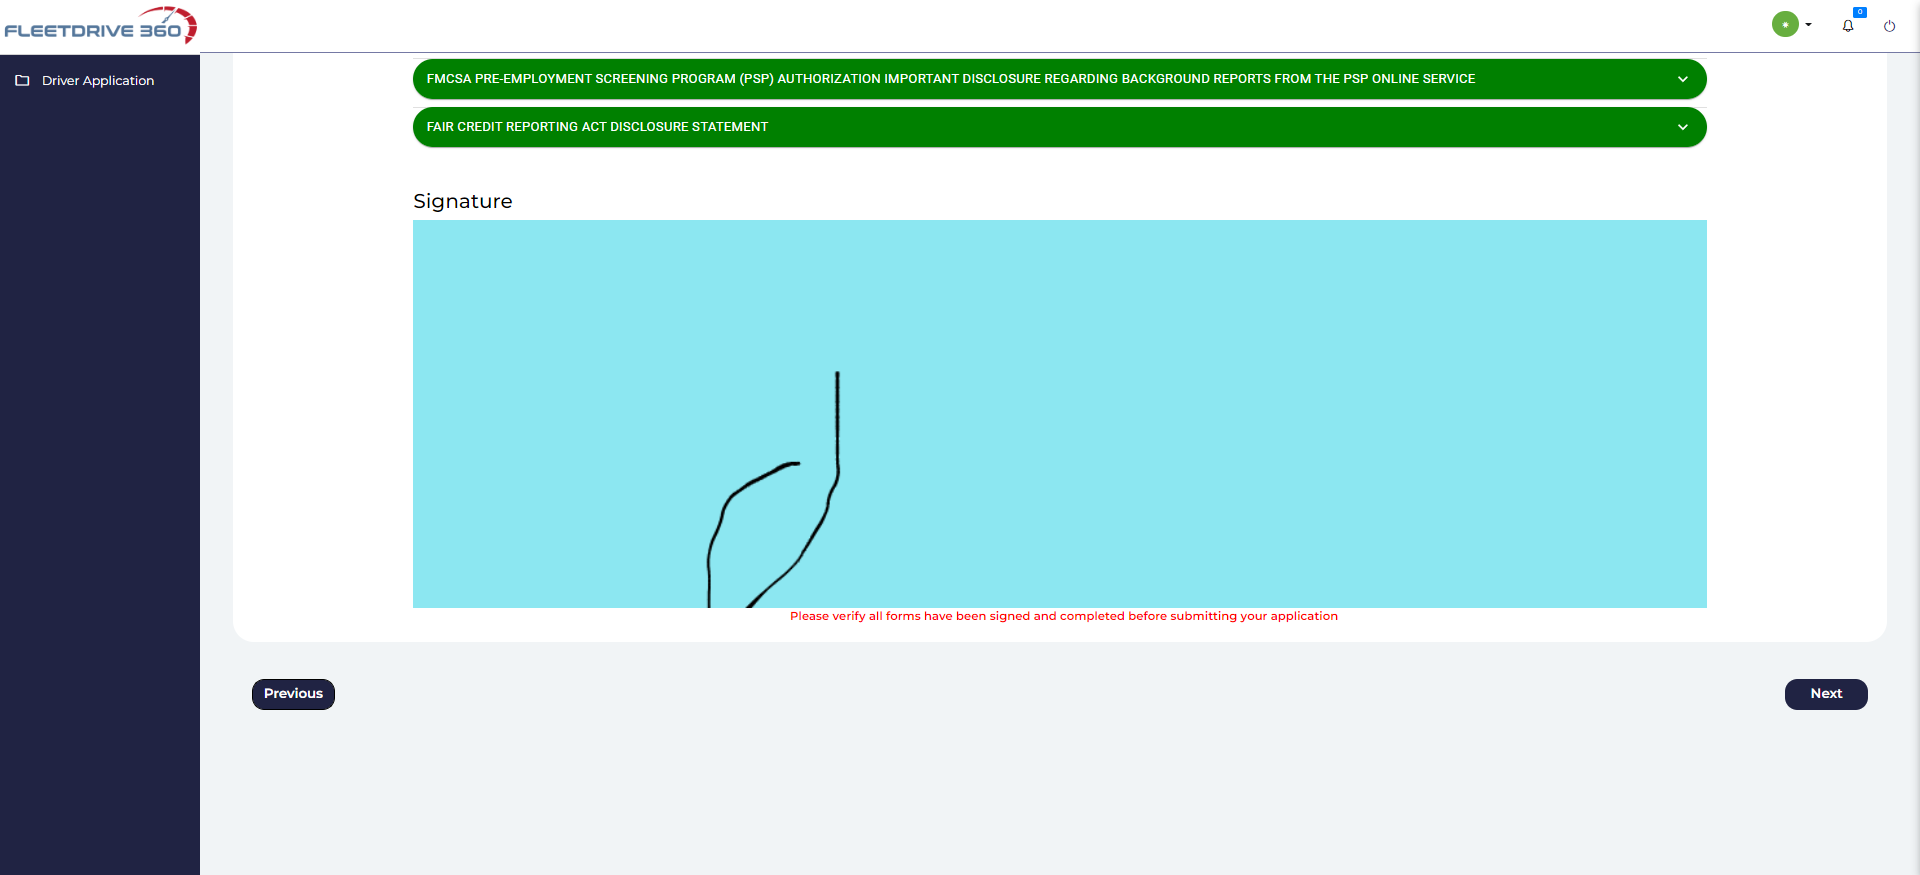 FLEETDRIVE 360
0
Driver Application
FMCSA PRE-EMPLOYMENT SCREENING PROGRAM (PSP) AUTHORIZATION IMPORTANT DISCLOSURE REGARDING BACKGROUND REPORTS FROM THE PSP ONLINE SERVICE
FAIR CREDIT REPORTING ACT DISCLOSURE STATEMENT
Signature
Please verify all forms have been signed and completed before submitting your application
Previous
Next